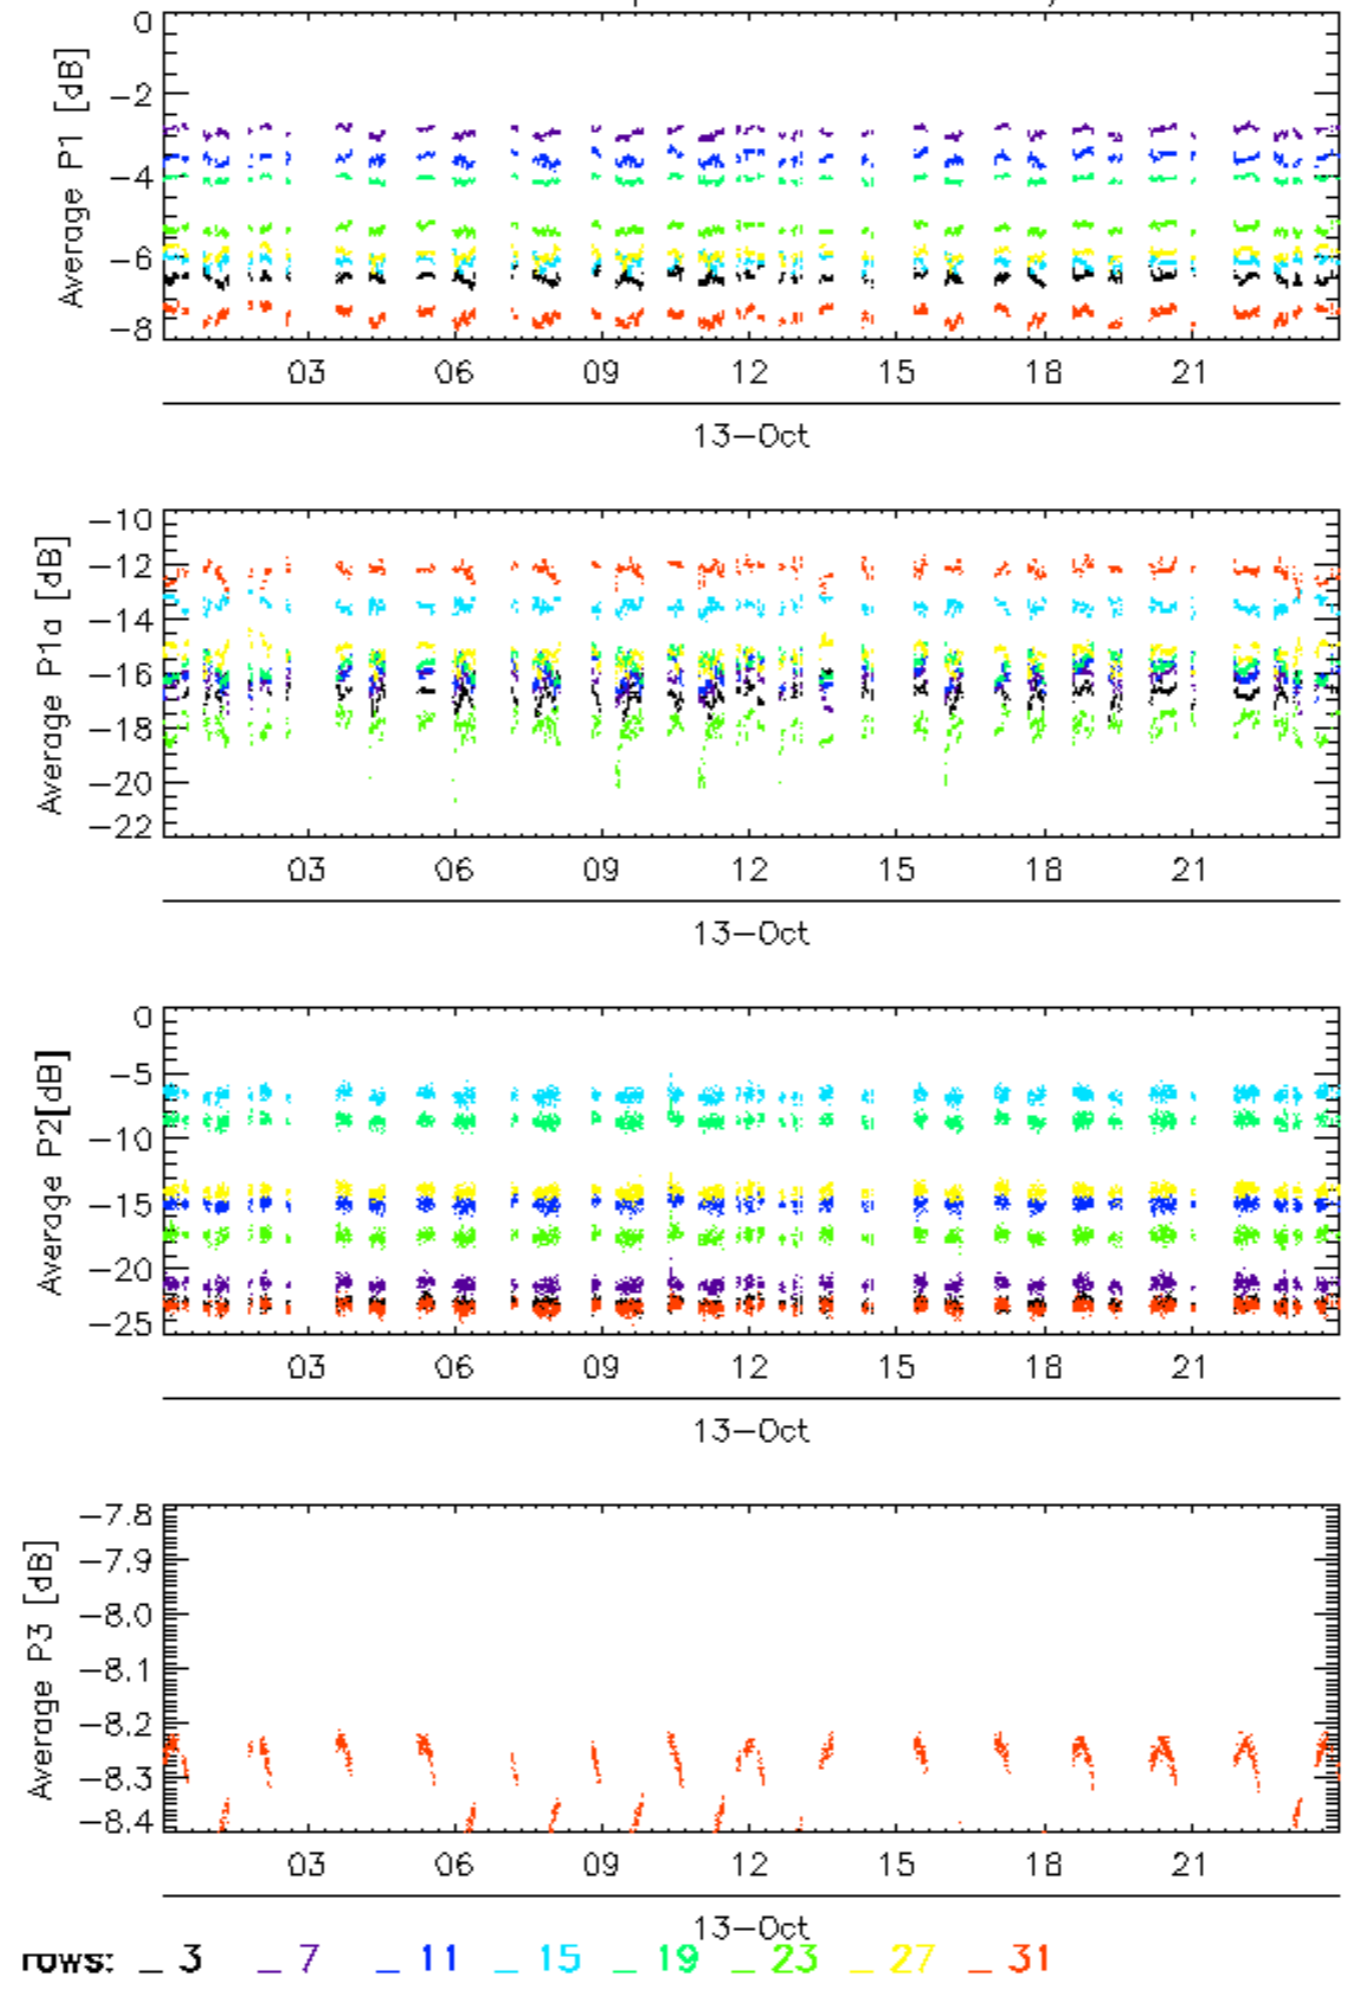 0
−2
−4
−6
−8
Average P1 [dB]
03 06 09 12 15 18 21
13−Oct
−10
−12
−14
−16
−18
−20
−22
Average P1a [dB]
03 06 09 12 15 18 21
13−Oct
0
−5
−10
−15
−20
−25
Average P2[dB]
03 06 09 12 15 18 21
13−Oct
−7.8
−7.9
−8.0
−8.1
−8.2
−8.3
−8.4
Average P3 [dB]
03 06 09 12 15 18 21
13−Oct
rows: _ 3 _ 7 _ 11 _ 15 _ 19 _ 23 _ 27 _ 31